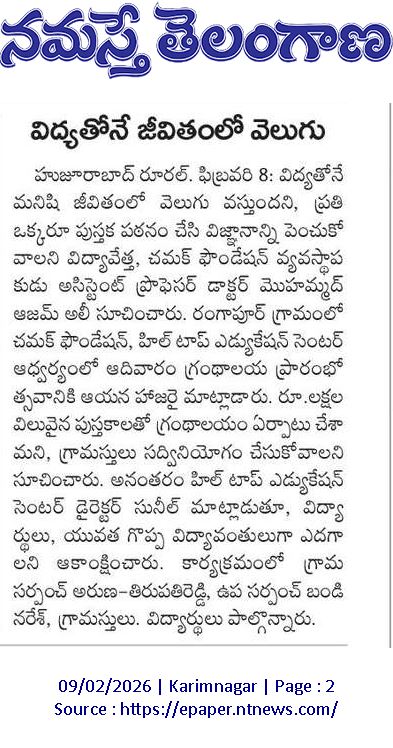 నమస్తే తెలంగాణ
విద్యతోనే జీవితంలో వెలుగు
హుజూరాబాద్ రూరల్. ఫిబ్రవరి 8: విద్యతోనే
మనిషి జీవితంలో వెలుగు వస్తుందని, ప్రతి
ఒక్కరూ పుస్తక పఠనం చేసి విజ్ఞానాన్ని పెంచుకో
వాలని విద్యావేత్త, చమక్ ఫౌండేషన్ వ్యవస్థాప
కుడు అసిస్టెంట్ ప్రొఫెసర్ డాక్టర్ మొహమ్మద్
ఆజమ్ అలీ సూచించారు. రంగాపూర్ గ్రామంలో
చమక్ ఫౌండేషన్, హిల్ టాప్ ఎడ్యుకేషన్ సెంటర్
ఆధ్వర్యంలో ఆదివారం గ్రంథాలయ ప్రారంభో
త్సవానికి ఆయన హాజరై మాట్లాడారు. రూ.లక్షల
విలువైన పుస్తకాలతో గ్రంథాలయం ఏర్పాటు చేశా
మని, గ్రామస్తులు సద్వినియోగం చేసుకోవాలని
సూచించారు. అనంతరం హిల్ టాప్ ఎడ్యుకేషన్
సెంటర్ డైరెక్టర్ సునీల్ మాట్లాడుతూ, విద్యా
ర్థులు, యువత గొప్ప విద్యావంతులుగా ఎదగా
లని ఆకాంక్షించారు. కార్యక్రమంలో గ్రామ
సర్పంచ్ అరుణ-తిరుపతిరెడ్డి, ఉప సర్పంచ్ బండి
నరేశ్, గ్రామస్తులు. విద్యార్థులు పాల్గొన్నారు.
09/02/2026 | Karimnagar | Page : 2
Source : https://epaper.ntnews.com/